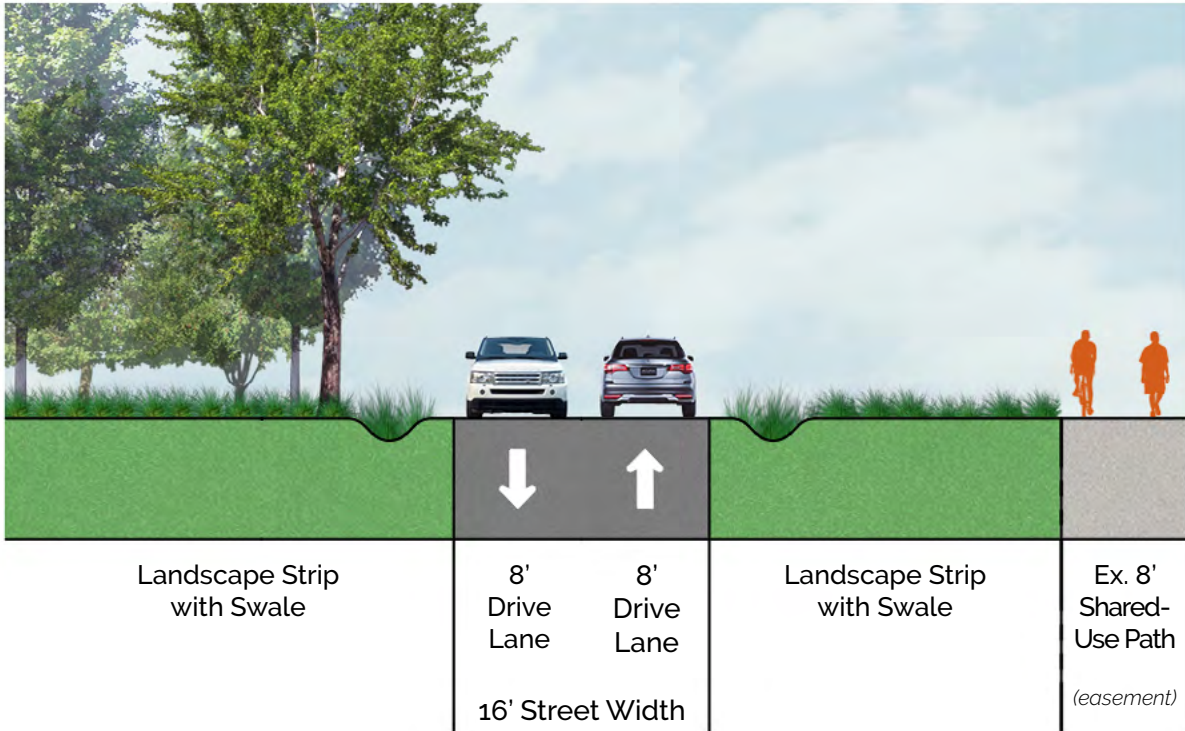 Landscape Strip
with Swale
8’
Drive
Lane
8’
Drive
Lane
16’ Street Width
Landscape Strip
with Swale
Ex. 8’
Shared-
Use Path
(easement)